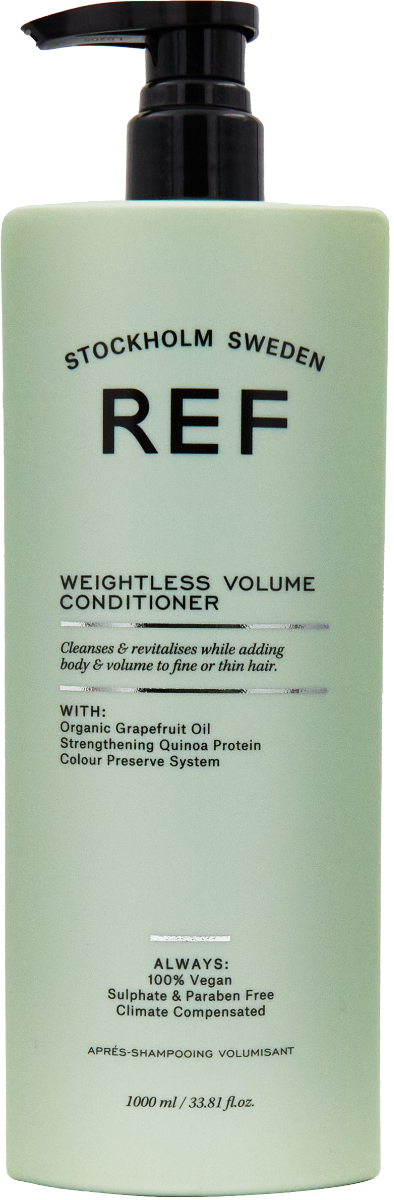 STOCKHOLM SWEDEN
REF
WEIGHTLESS VOLUME
CONDITIONER
Cleanses & revitalises while adding
body & volume to fine or thin hair.
WITH:
Organic Grapefruit Oil
Strengthening Quinoa Protein
Colour Preserve System
ALWAYS:
100% Vegan
Sulphate & Paraben Free
Climate Compensated
APRÉS-SHAMPOOING VOLUMISANT
1000 ml / 33.81 fl.oz.